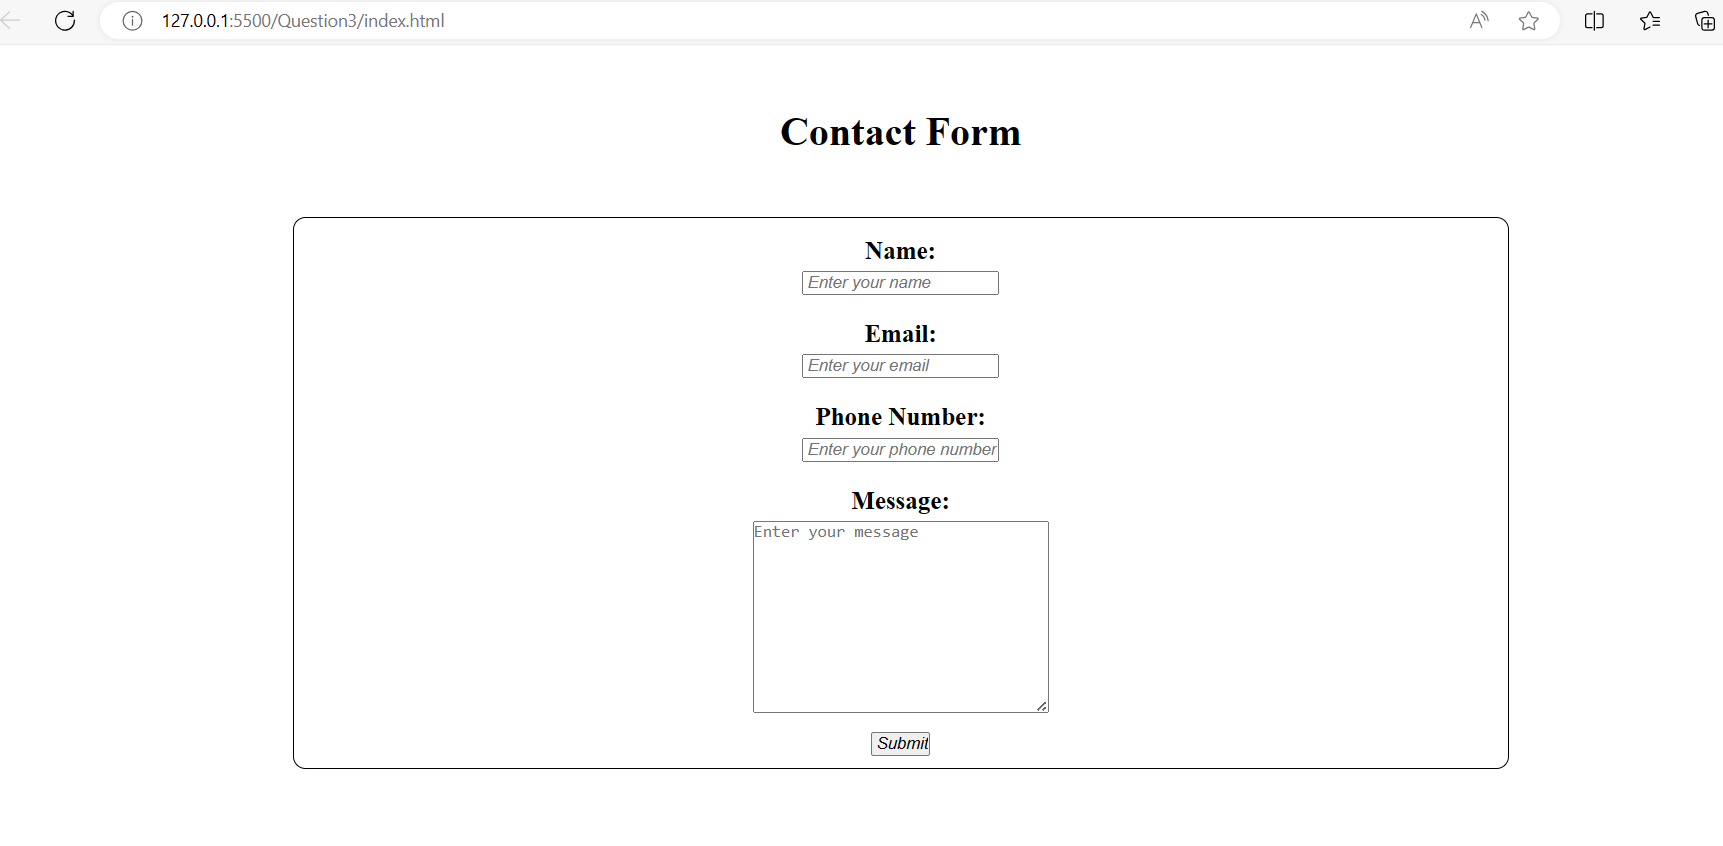 127.0.0.1:5500/Question3/index.html
Contact Form
Name:
Enter your name
Email:
Enter your email
Phone Number:
Enter your phone number
Message:
Enter your message
Submit